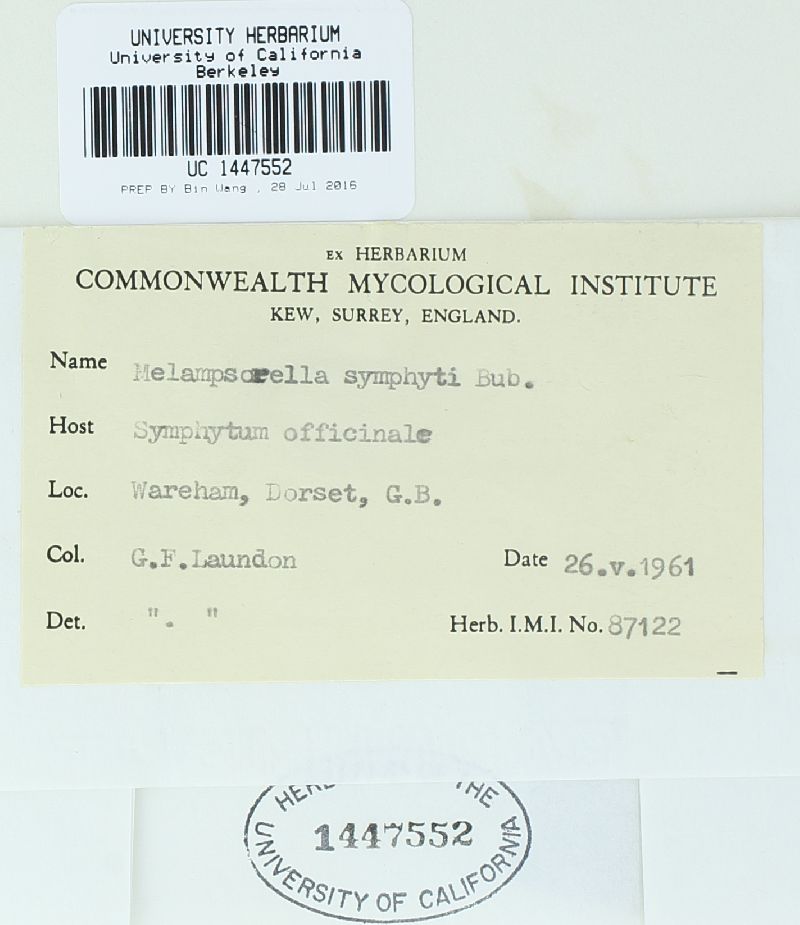 UNIVERSITY HERBARIUM
University of California
Berkeley
UC 1447552
PREP BY Bin Wang , 28 Jul 2016
EX HERBARIUM
COMMONWEALTH MYCOLOGICAL INSTITUTE
KEW, SURREY, ENGLAND.
Name Melampsorella symphyti Bub.
Host Symphytum officinale
Loc. Wareham, Dorset, G.B.
Col. G.F.Laundon Date 26.v.1961
Det. ". " Herb. I.M.I. No. 87122
THE
1447552
UNIVERSITY OF CALIFORNIA